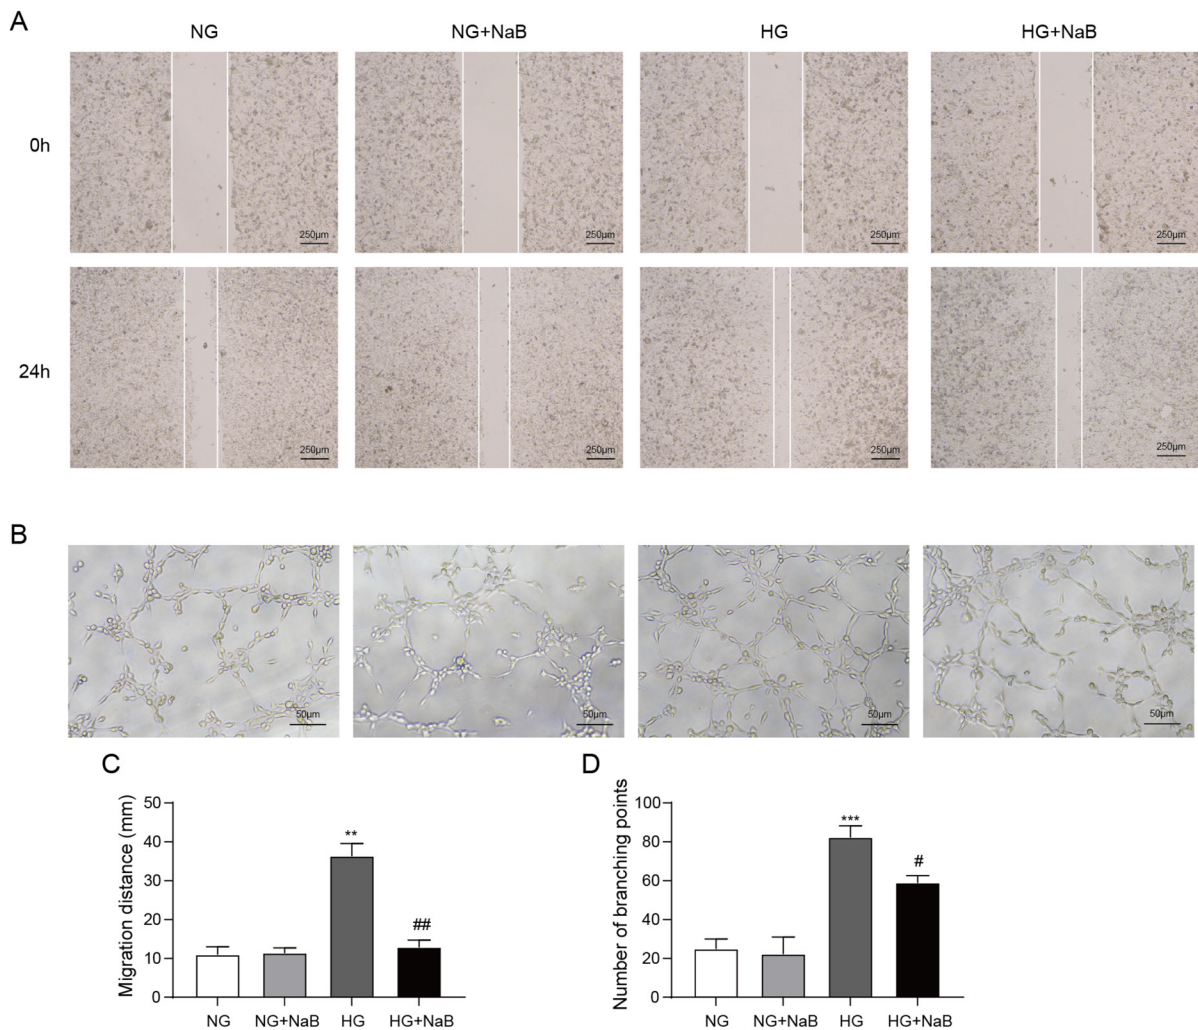 A
NG NG+NaB HG HG+NaB
0h
250μm 250μm 250μm 250μm
24h
250μm 250μm 250μm 250μm
B
50μm 50μm 50μm 50μm
C
Migration distance (mm)
50
40
30
20
10
0
**
##
NG NG+NaB HG HG+NaB
D
Number of branching points
100
80
60
40
20
0
***
#
NG NG+NaB HG HG+NaB